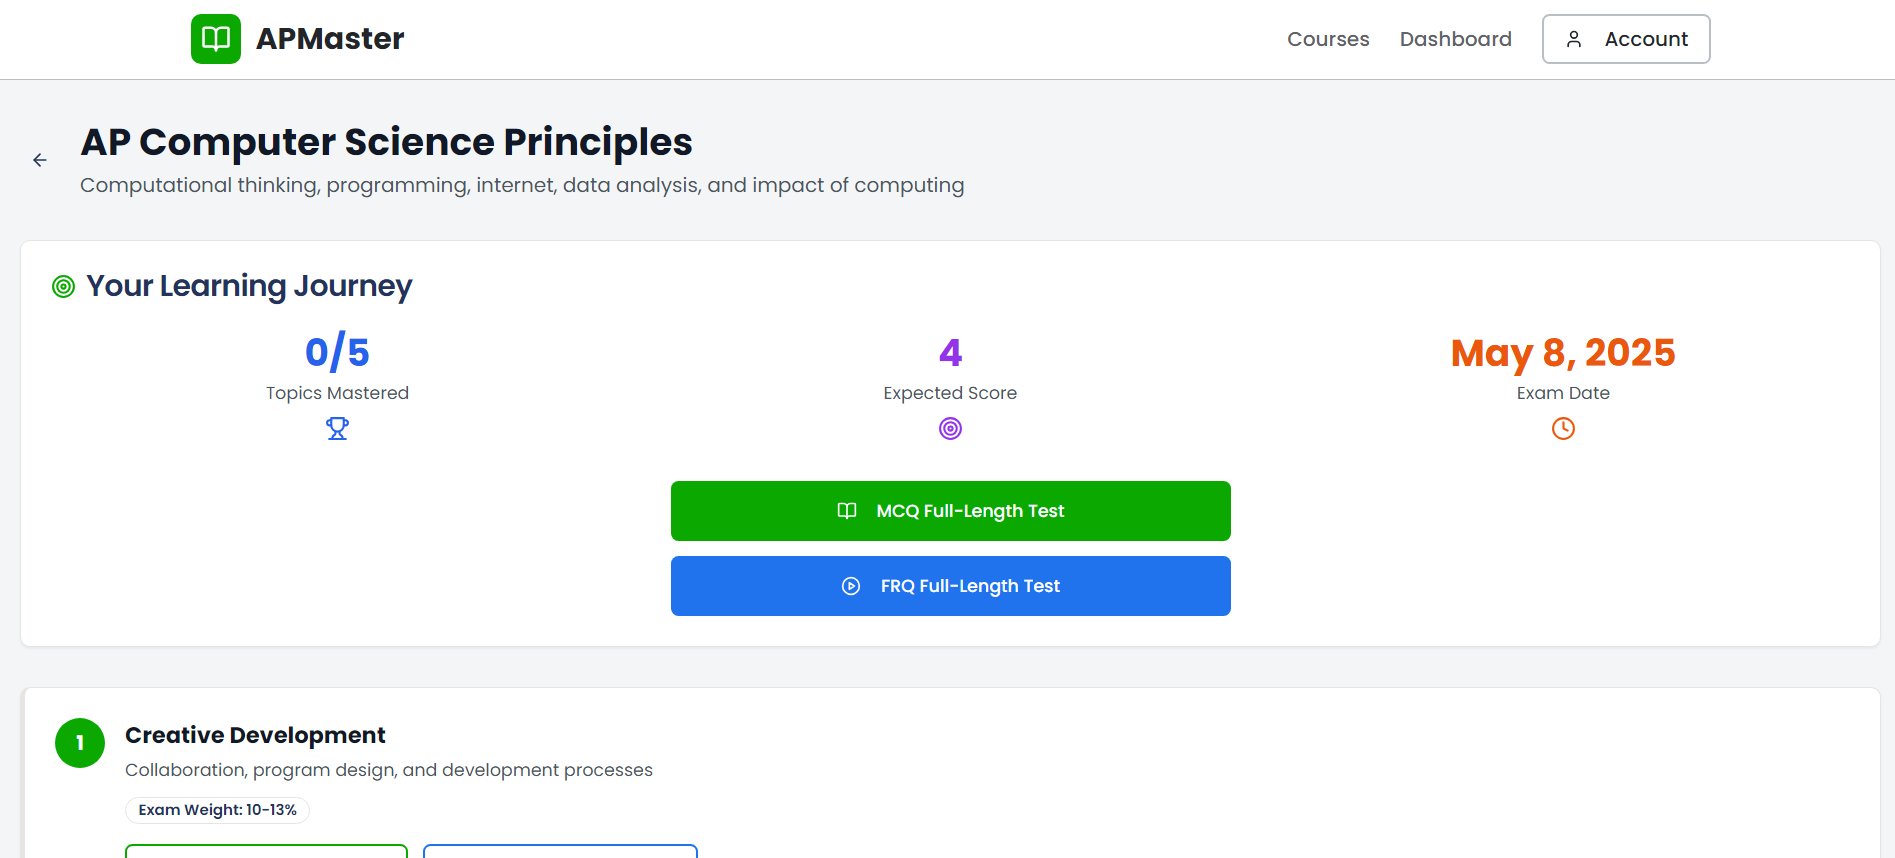 APMaster
Courses
Dashboard
Account
AP Computer Science Principles
Computational thinking, programming, internet, data analysis, and impact of computing
Your Learning Journey
0/5
Topics Mastered
4
Expected Score
May 8, 2025
Exam Date
MCQ Full-Length Test
FRQ Full-Length Test
1
Creative Development
Collaboration, program design, and development processes
Exam Weight: 10-13%